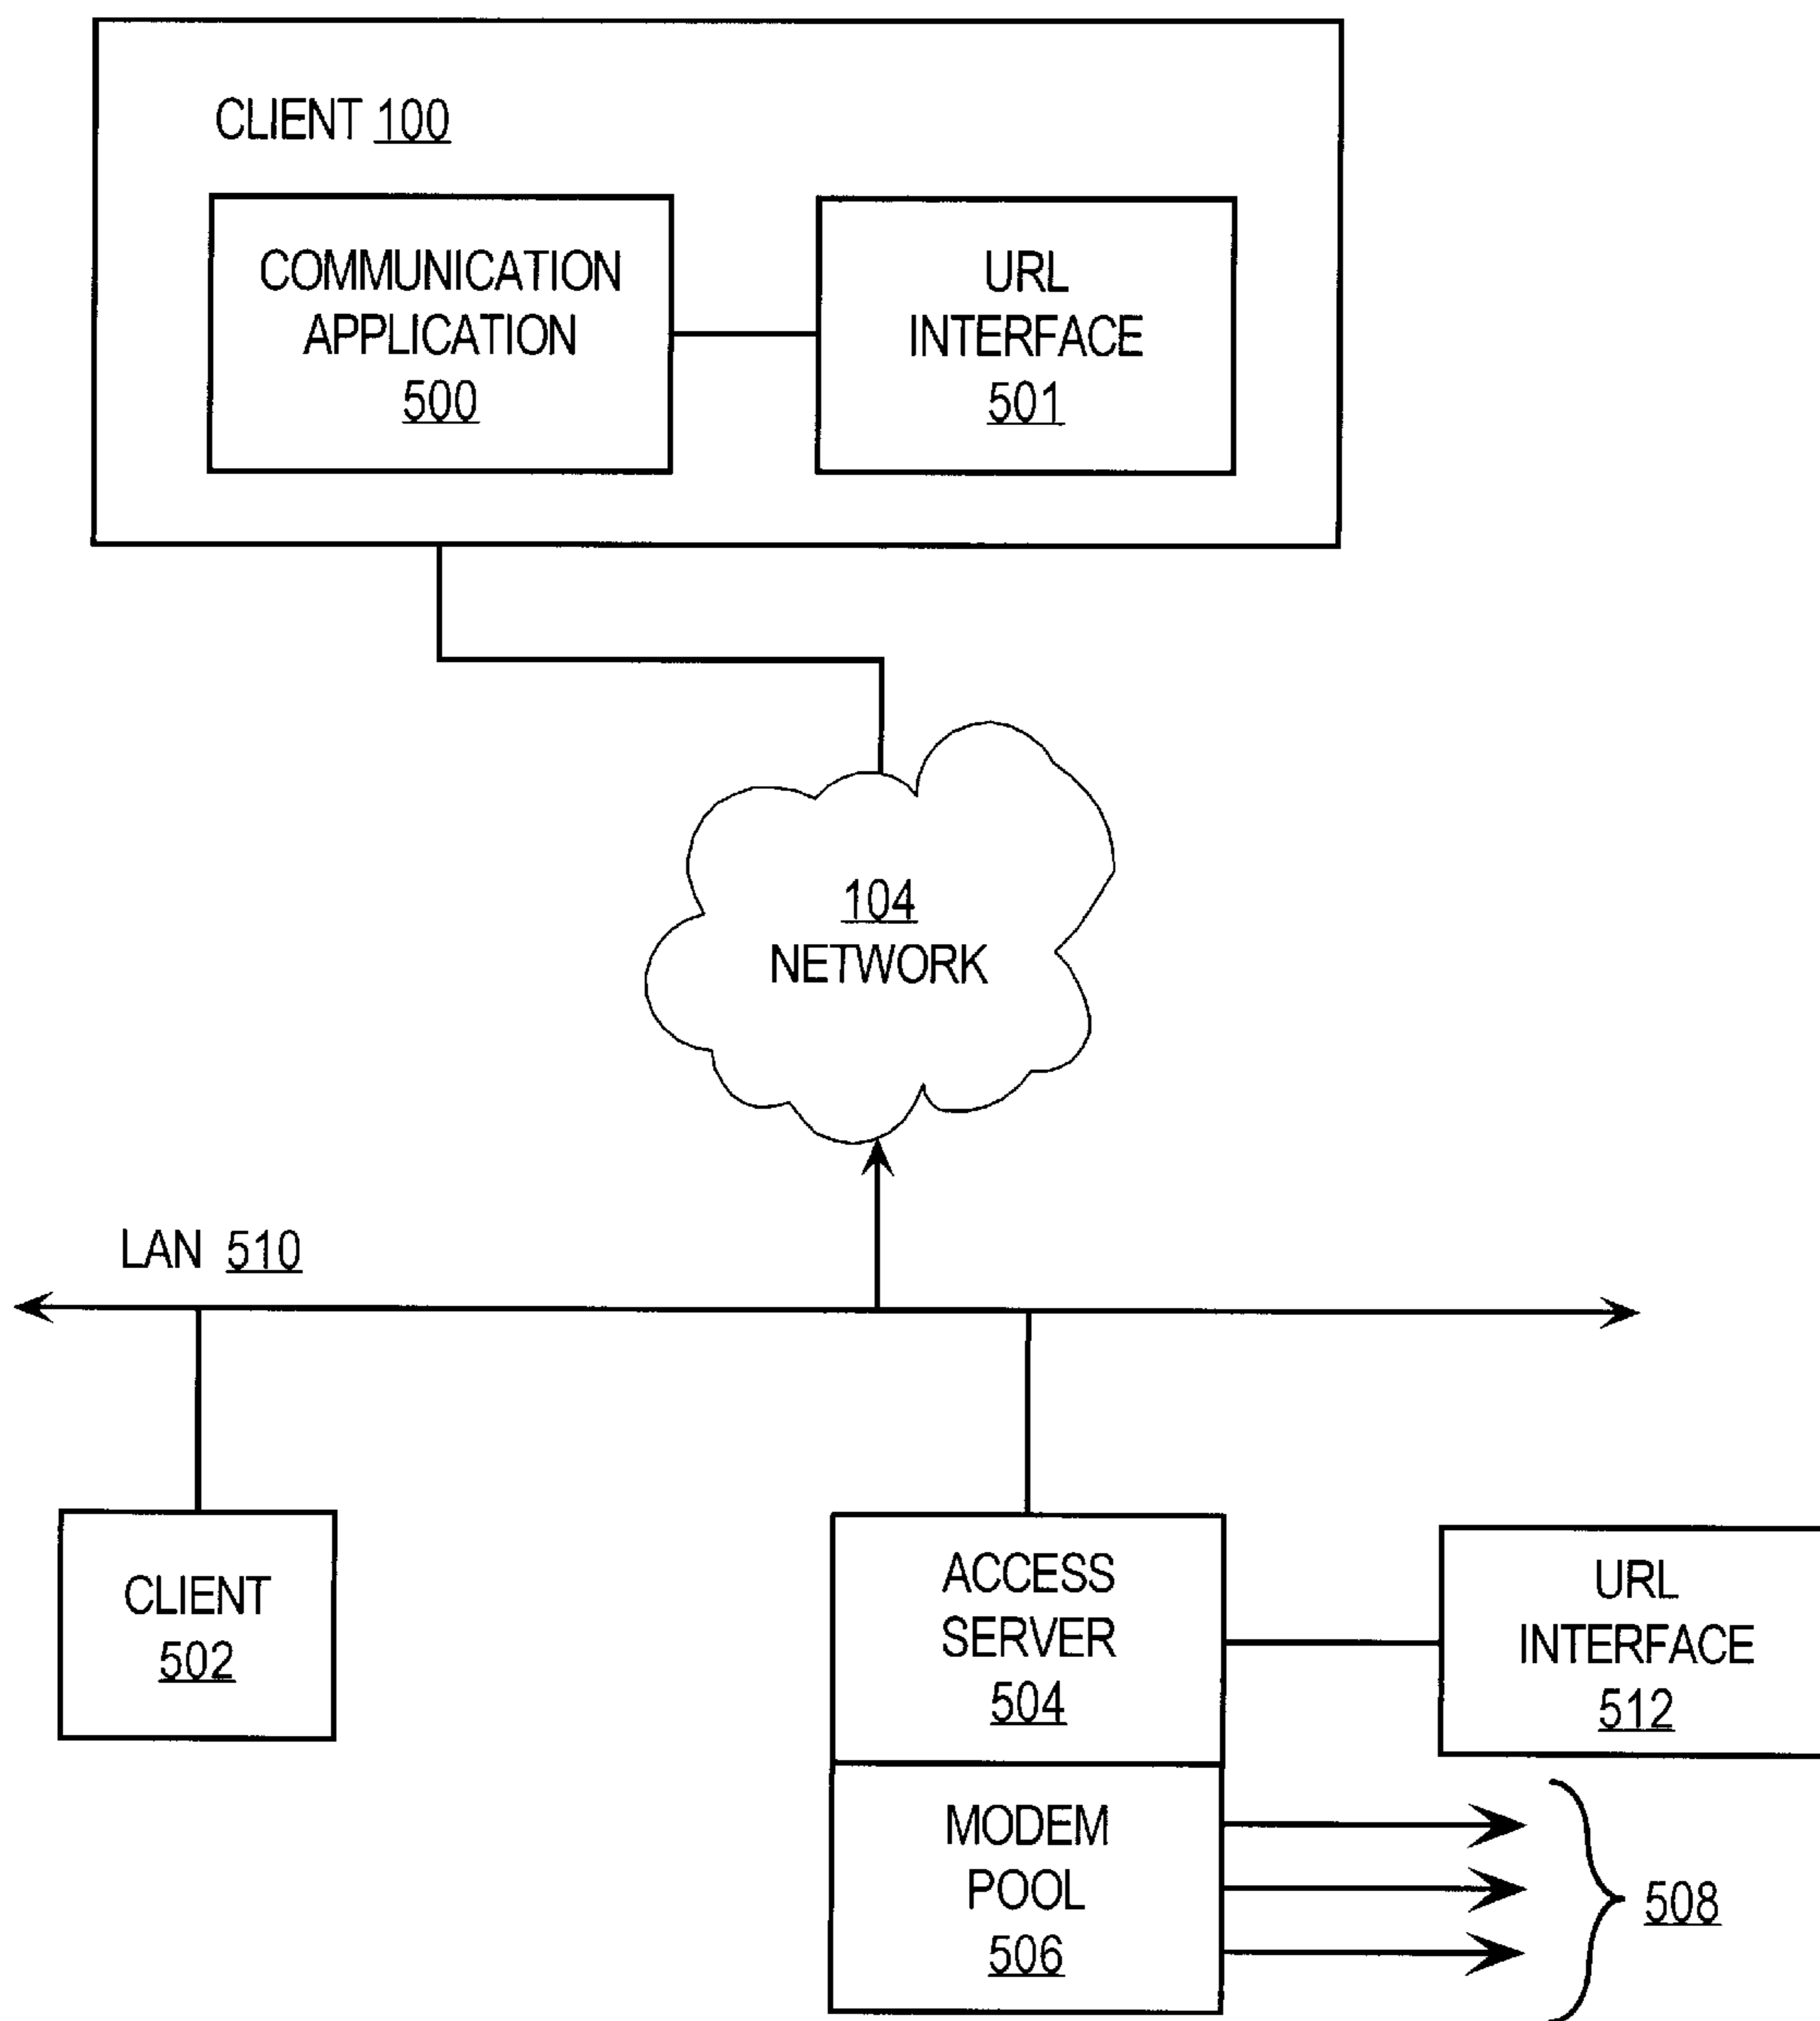 CLIENT 100
COMMUNICATION
APPLICATION
500
URL
INTERFACE
501
104
NETWORK
LAN 510
CLIENT
502
ACCESS
SERVER
504
URL
INTERFACE
512
MODEM
POOL
506
508